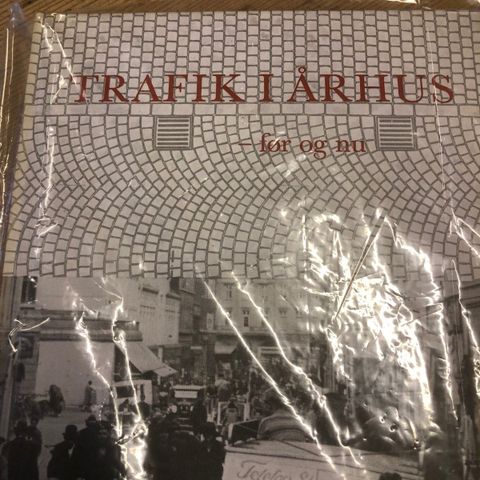 TRAFIK I ÅRHUS
– før og nu